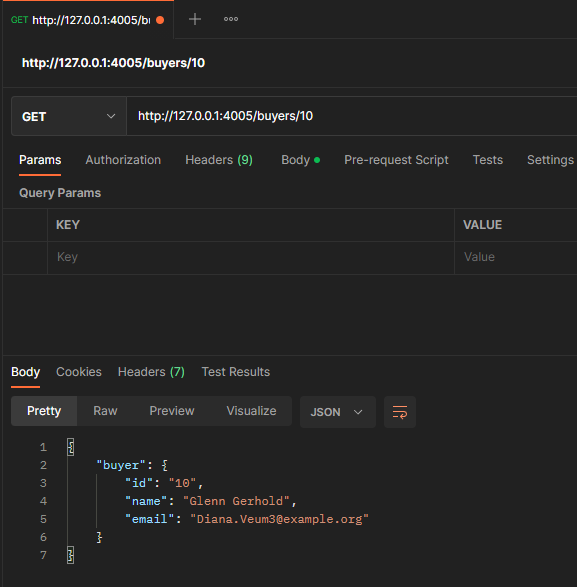 GET http://127.0.0.1:4005/bu
http://127.0.0.1:4005/buyers/10
GET http://127.0.0.1:4005/buyers/10
Params Authorization Headers (9) Body Pre-request Script Tests Settings
Query Params
KEY VALUE
Key Value
Body Cookies Headers (7) Test Results
Pretty Raw Preview Visualize JSON
1 {
2 "buyer": {
3 "id": "10",
4 "name": "Glenn Gerhold",
5 "email": "Diana.Veum3@example.org"
6 }
7 }